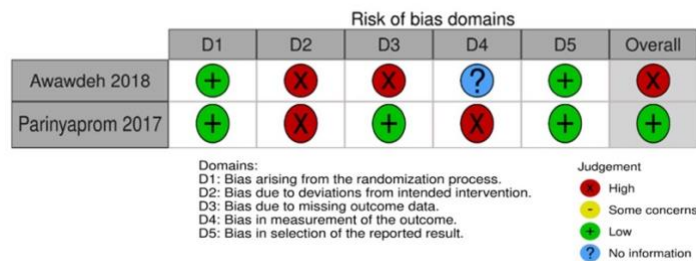 Risk of bias domains
D1 D2 D3 D4 D5 Overall
Awawdeh 2018 + X X ? + X
Parinyaprom 2017 + X + X + +
Domains:
D1: Bias arising from the randomization process.
D2: Bias due to deviations from intended intervention.
D3: Bias due to missing outcome data.
D4: Bias in measurement of the outcome.
D5: Bias in selection of the reported result.
Judgement
X High
- Some concerns
+ Low
? No information